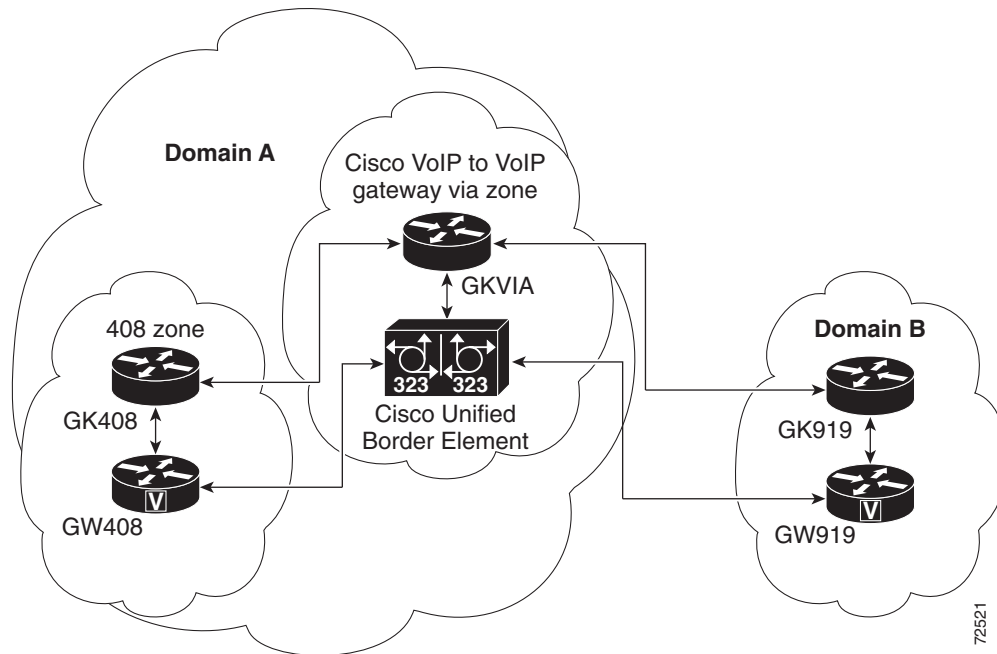 Domain A
Cisco VoIP to VoIP
gateway via zone
GKVIA
408 zone
GK408
V
GW408
323 323
Cisco Unified
Border Element
Domain B
GK919
V
GW919
72521